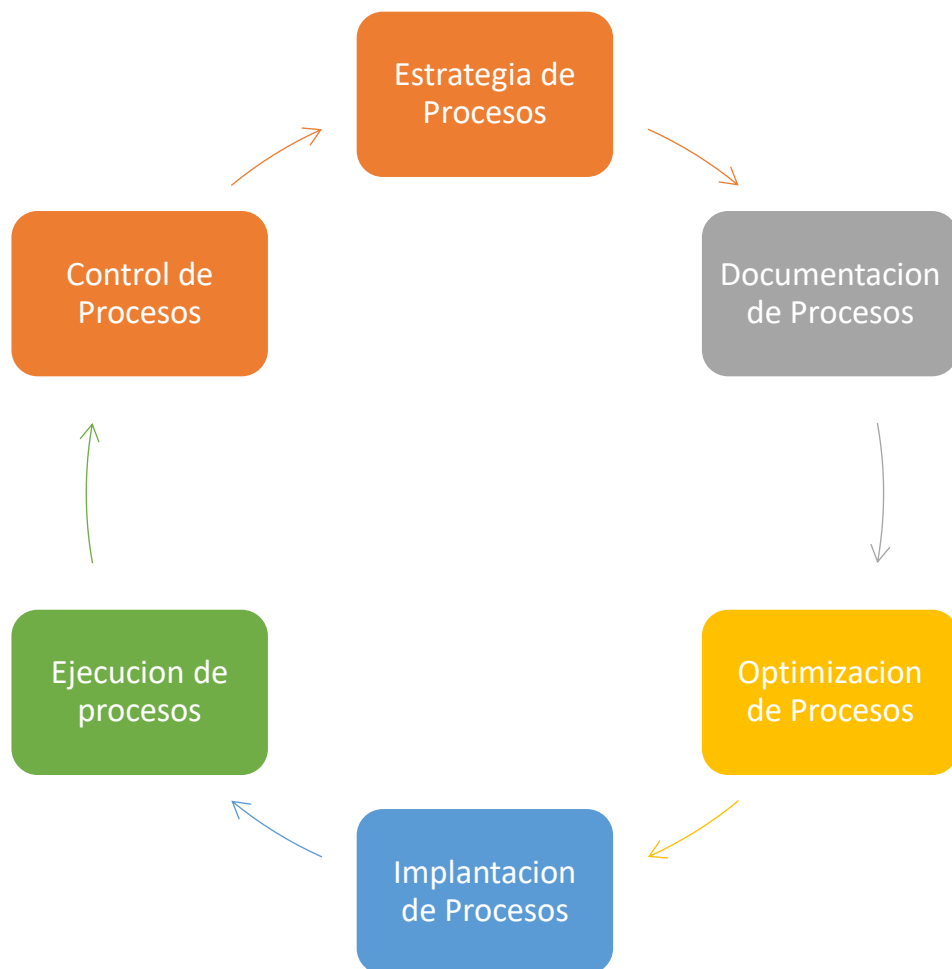 Estrategia de
Procesos
Documentacion
de Procesos
Optimizacion
de Procesos
Implantacion
de Procesos
Ejecucion de
procesos
Control de
Procesos